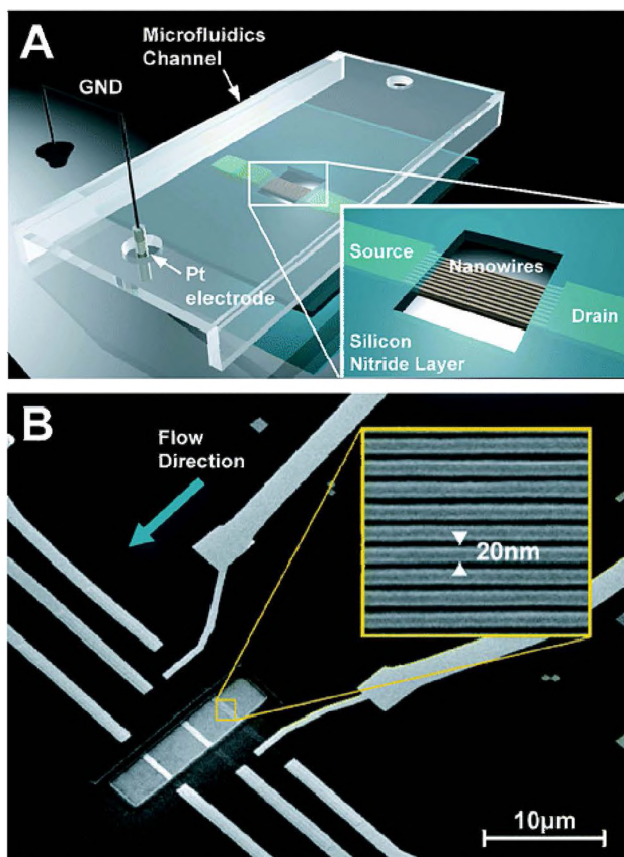 A
Microfluidics
Channel
GND
Pt
electrode
Source
Nanowires
Drain
Silicon
Nitride Layer
B
Flow
Direction
20nm
10µm